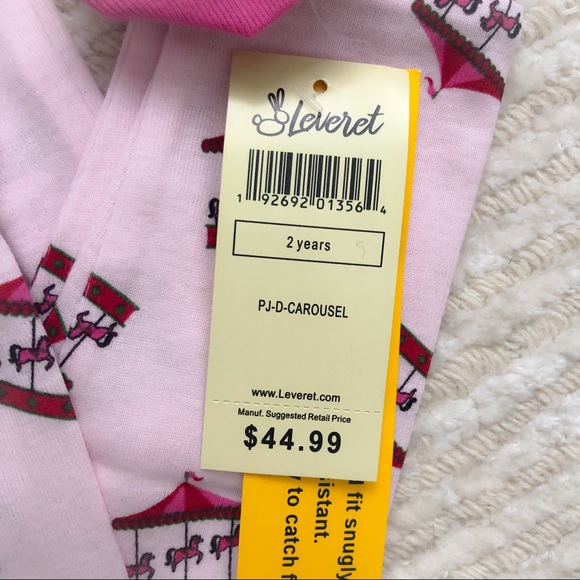 Leveret
1 92692 01356 4
2 years
PJ-D-CAROUSEL
www.Leveret.com
Manuf. Suggested Retail Price
$44.99
fit snugly
istant.
to catch f